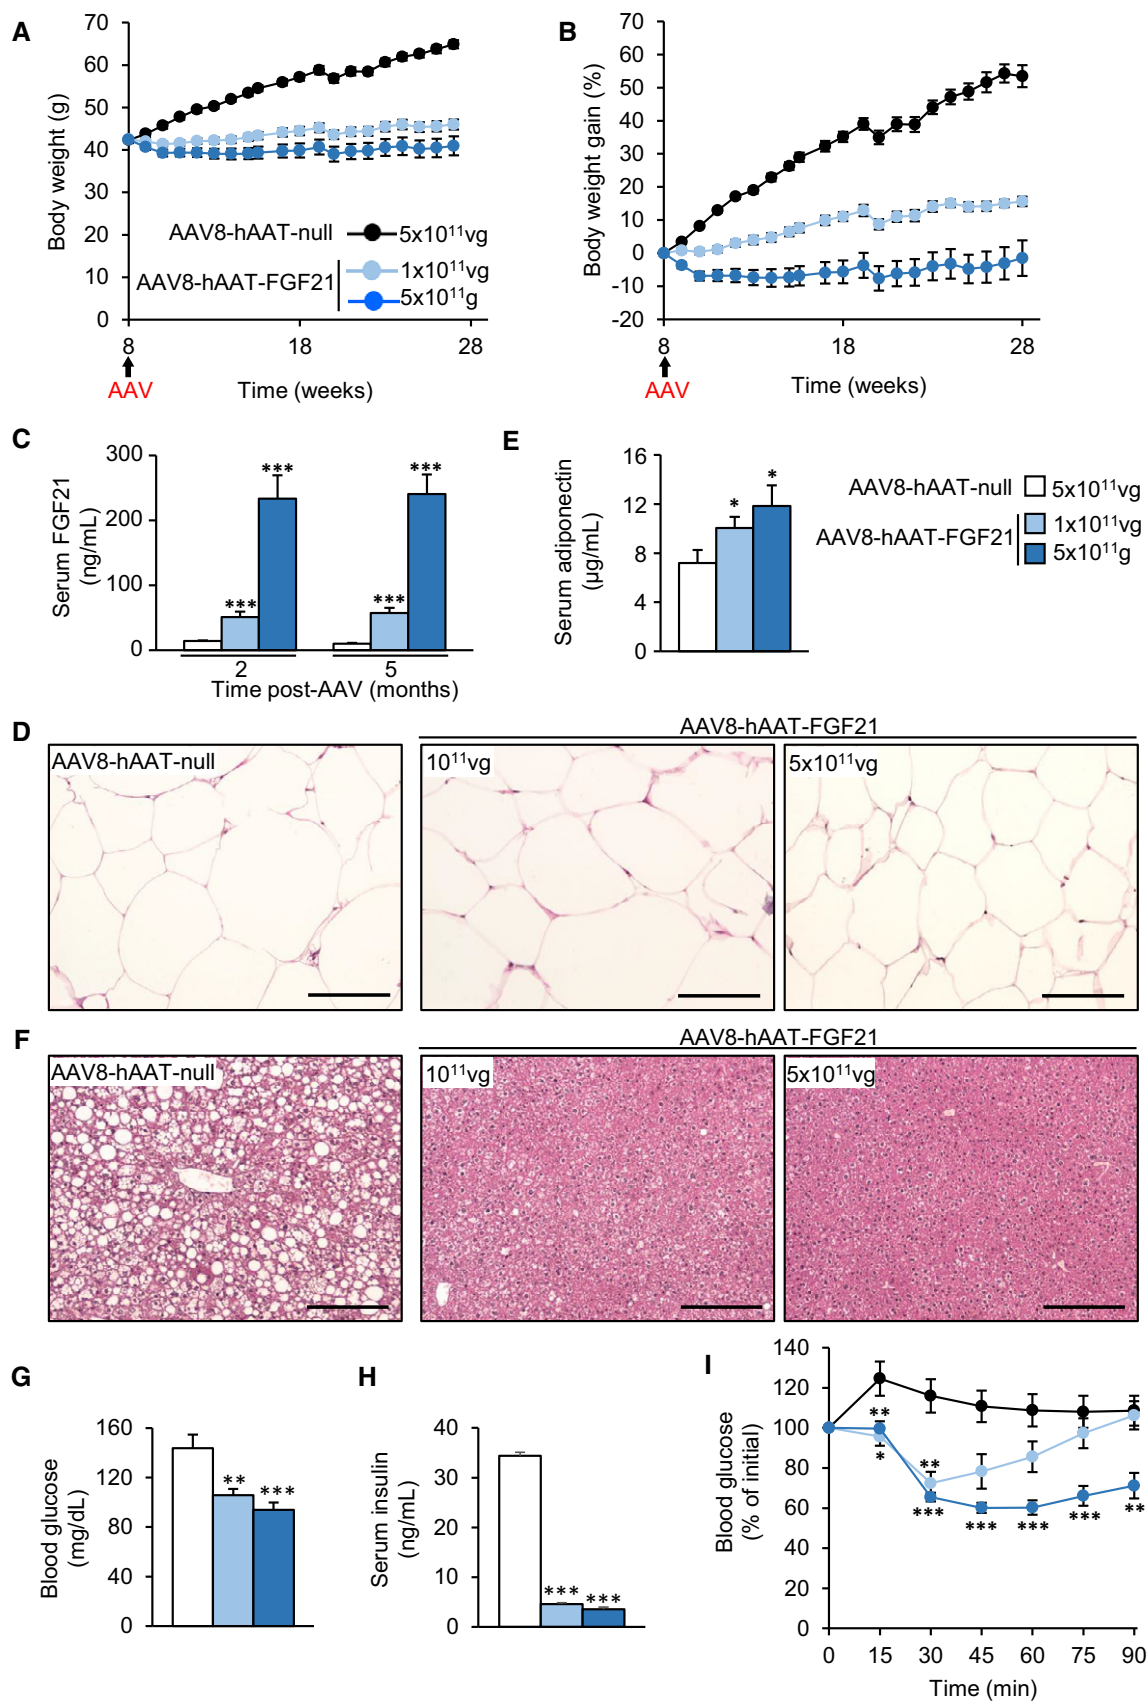 A
Body weight (g)
70
60
50
40
30
20
10
0
8
18
28
AAV
Time (weeks)
AAV8-hAAT-null
5x10¹¹vg
AAV8-hAAT-FGF21
1x10¹¹vg
5x10¹¹g
B
Body weight gain (%)
70
60
50
40
30
20
10
0
-10
-20
8
18
28
AAV
Time (weeks)
C
Serum FGF21
(ng/mL)
300
200
100
0
***
***
***
***
2
5
Time post-AAV (months)
E
Serum adiponectin
(µg/mL)
16
12
8
4
0
*
*
AAV8-hAAT-null
5x10¹¹vg
AAV8-hAAT-FGF21
1x10¹¹vg
5x10¹¹g
D
AAV8-hAAT-FGF21
AAV8-hAAT-null
10¹¹vg
5x10¹¹vg
F
AAV8-hAAT-FGF21
AAV8-hAAT-null
10¹¹vg
5x10¹¹vg
G
Blood glucose
(mg/dL)
160
120
80
40
0
**
***
H
Serum insulin
(ng/mL)
40
30
20
10
0
***
***
I
Blood glucose
(% of initial)
140
120
100
80
60
40
20
0
**
*
**
***
***
***
***
**
0
15
30
45
60
75
90
Time (min)